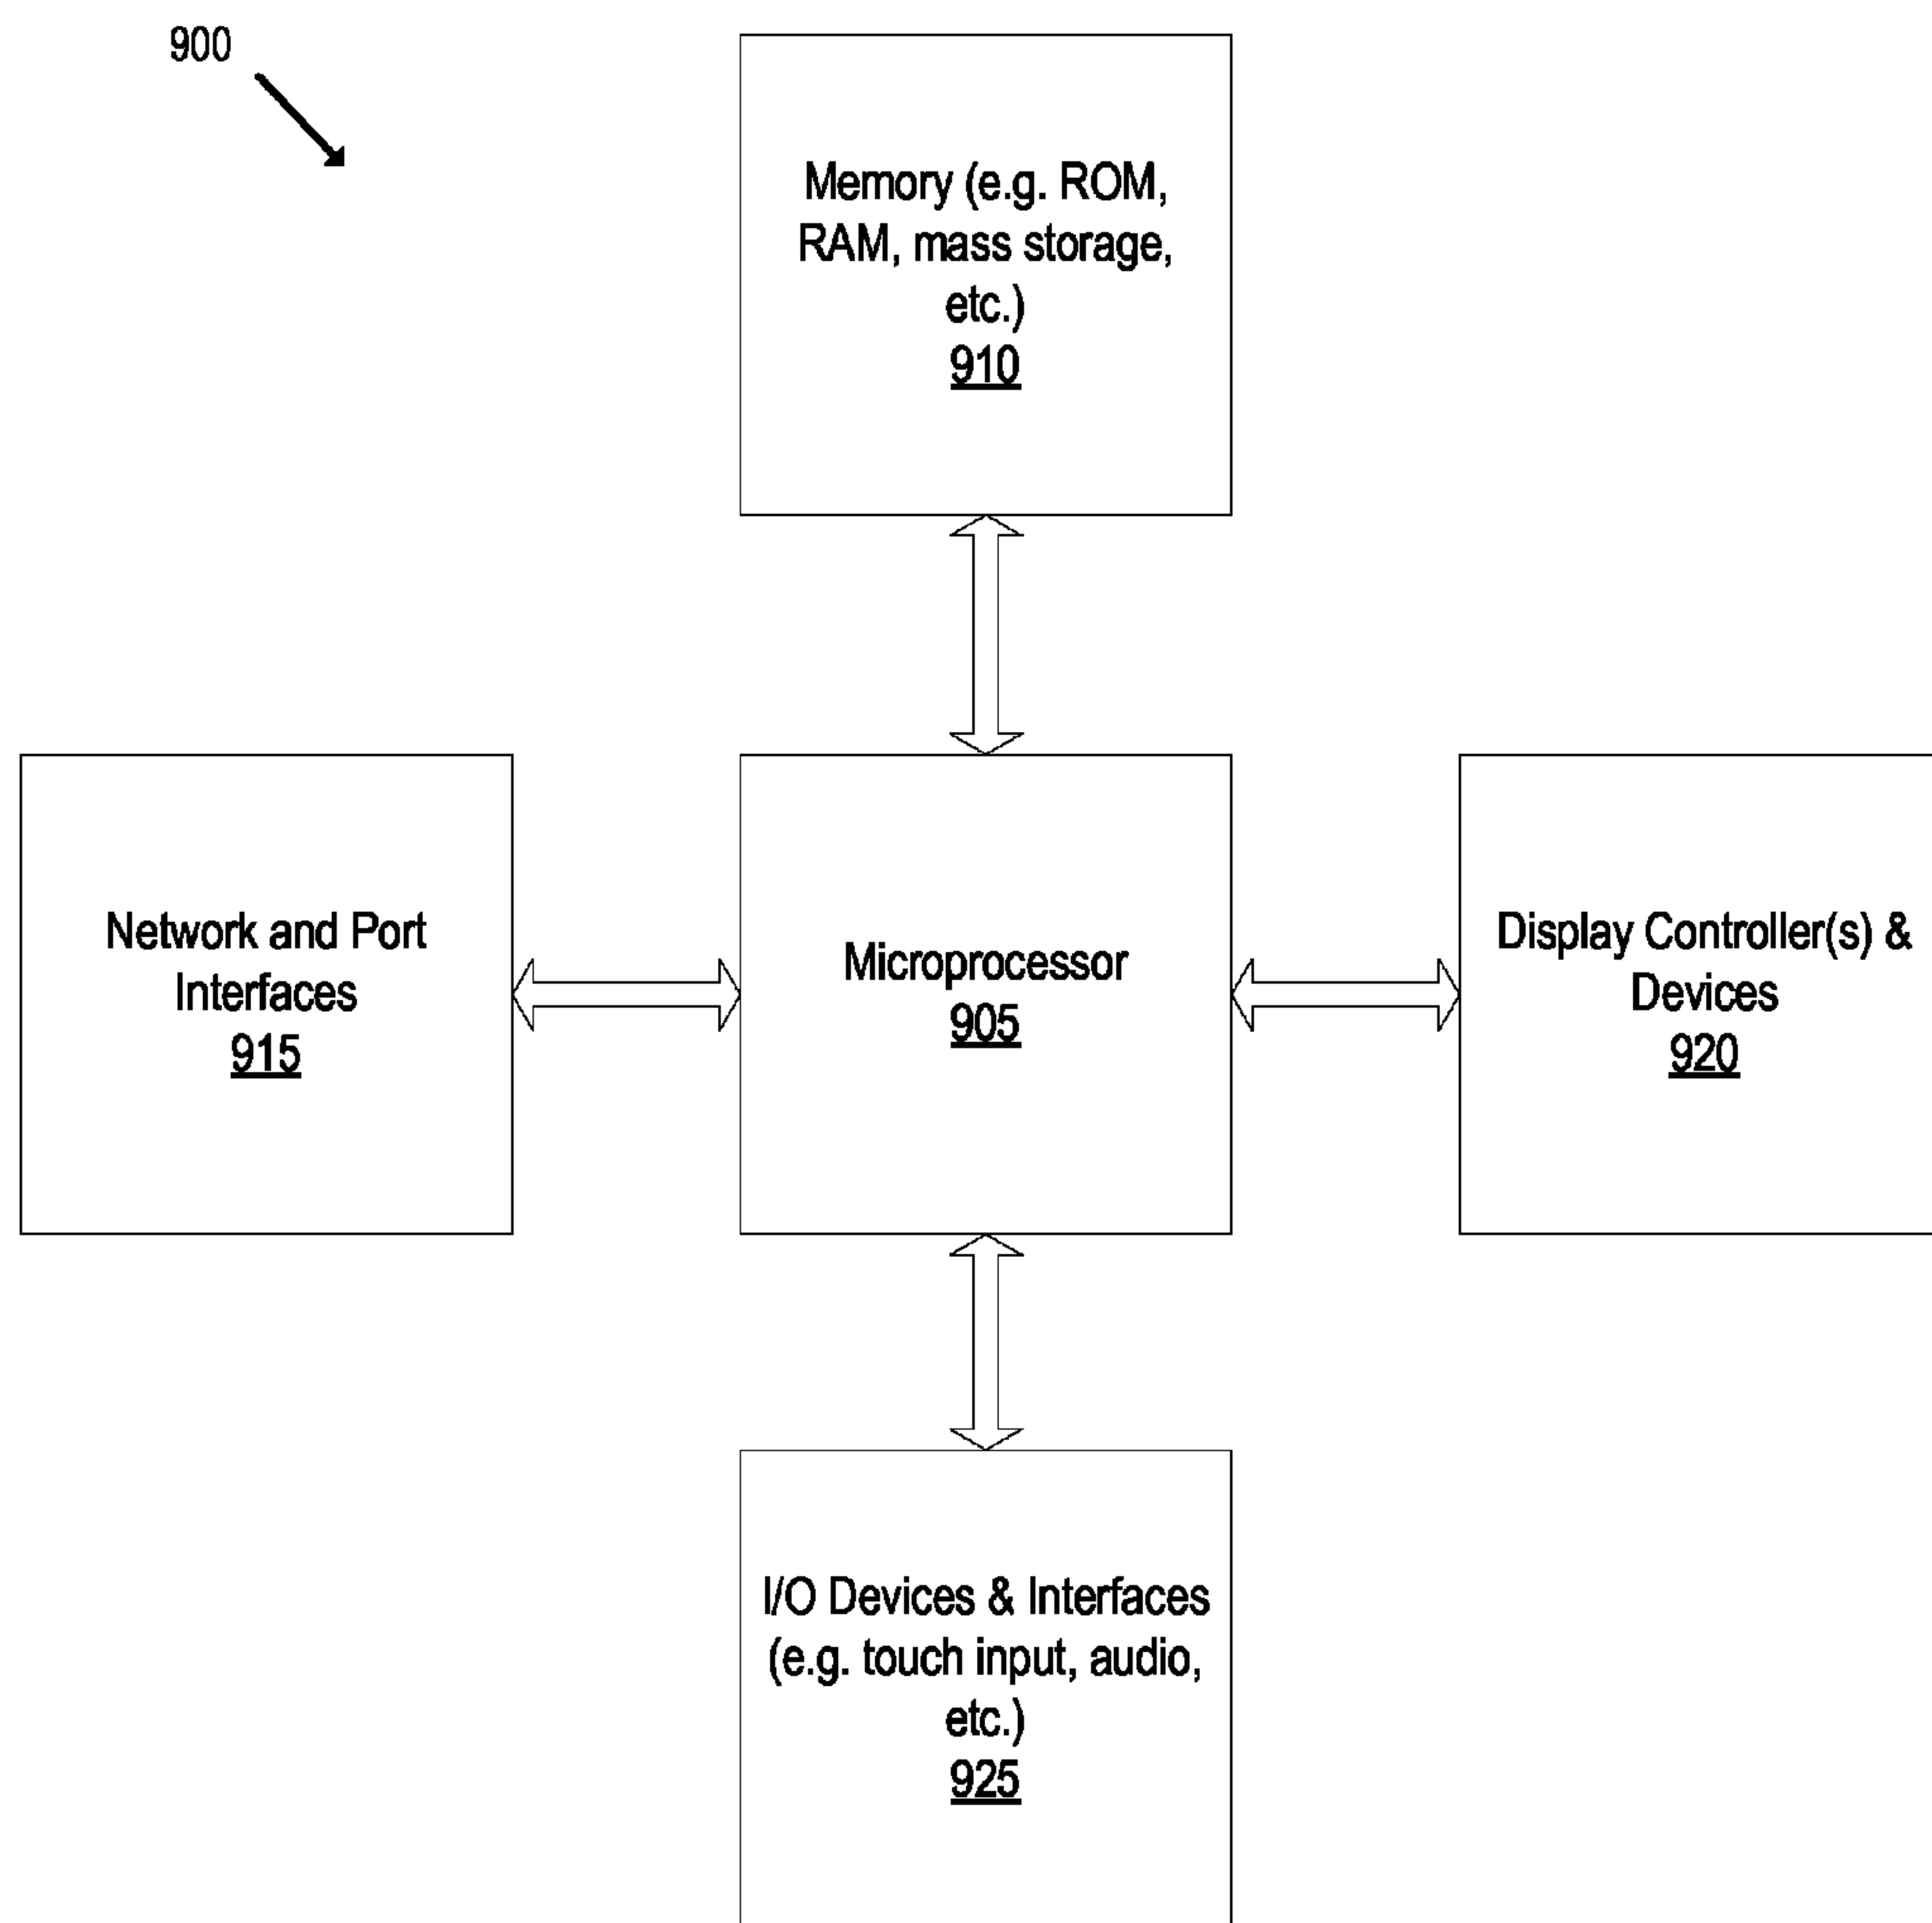 900
Memory (e.g. ROM,
RAM, mass storage,
etc.)
910
Network and Port
Interfaces
915
Microprocessor
905
Display Controller(s) &
Devices
920
I/O Devices & Interfaces
(e.g. touch input, audio,
etc.)
925